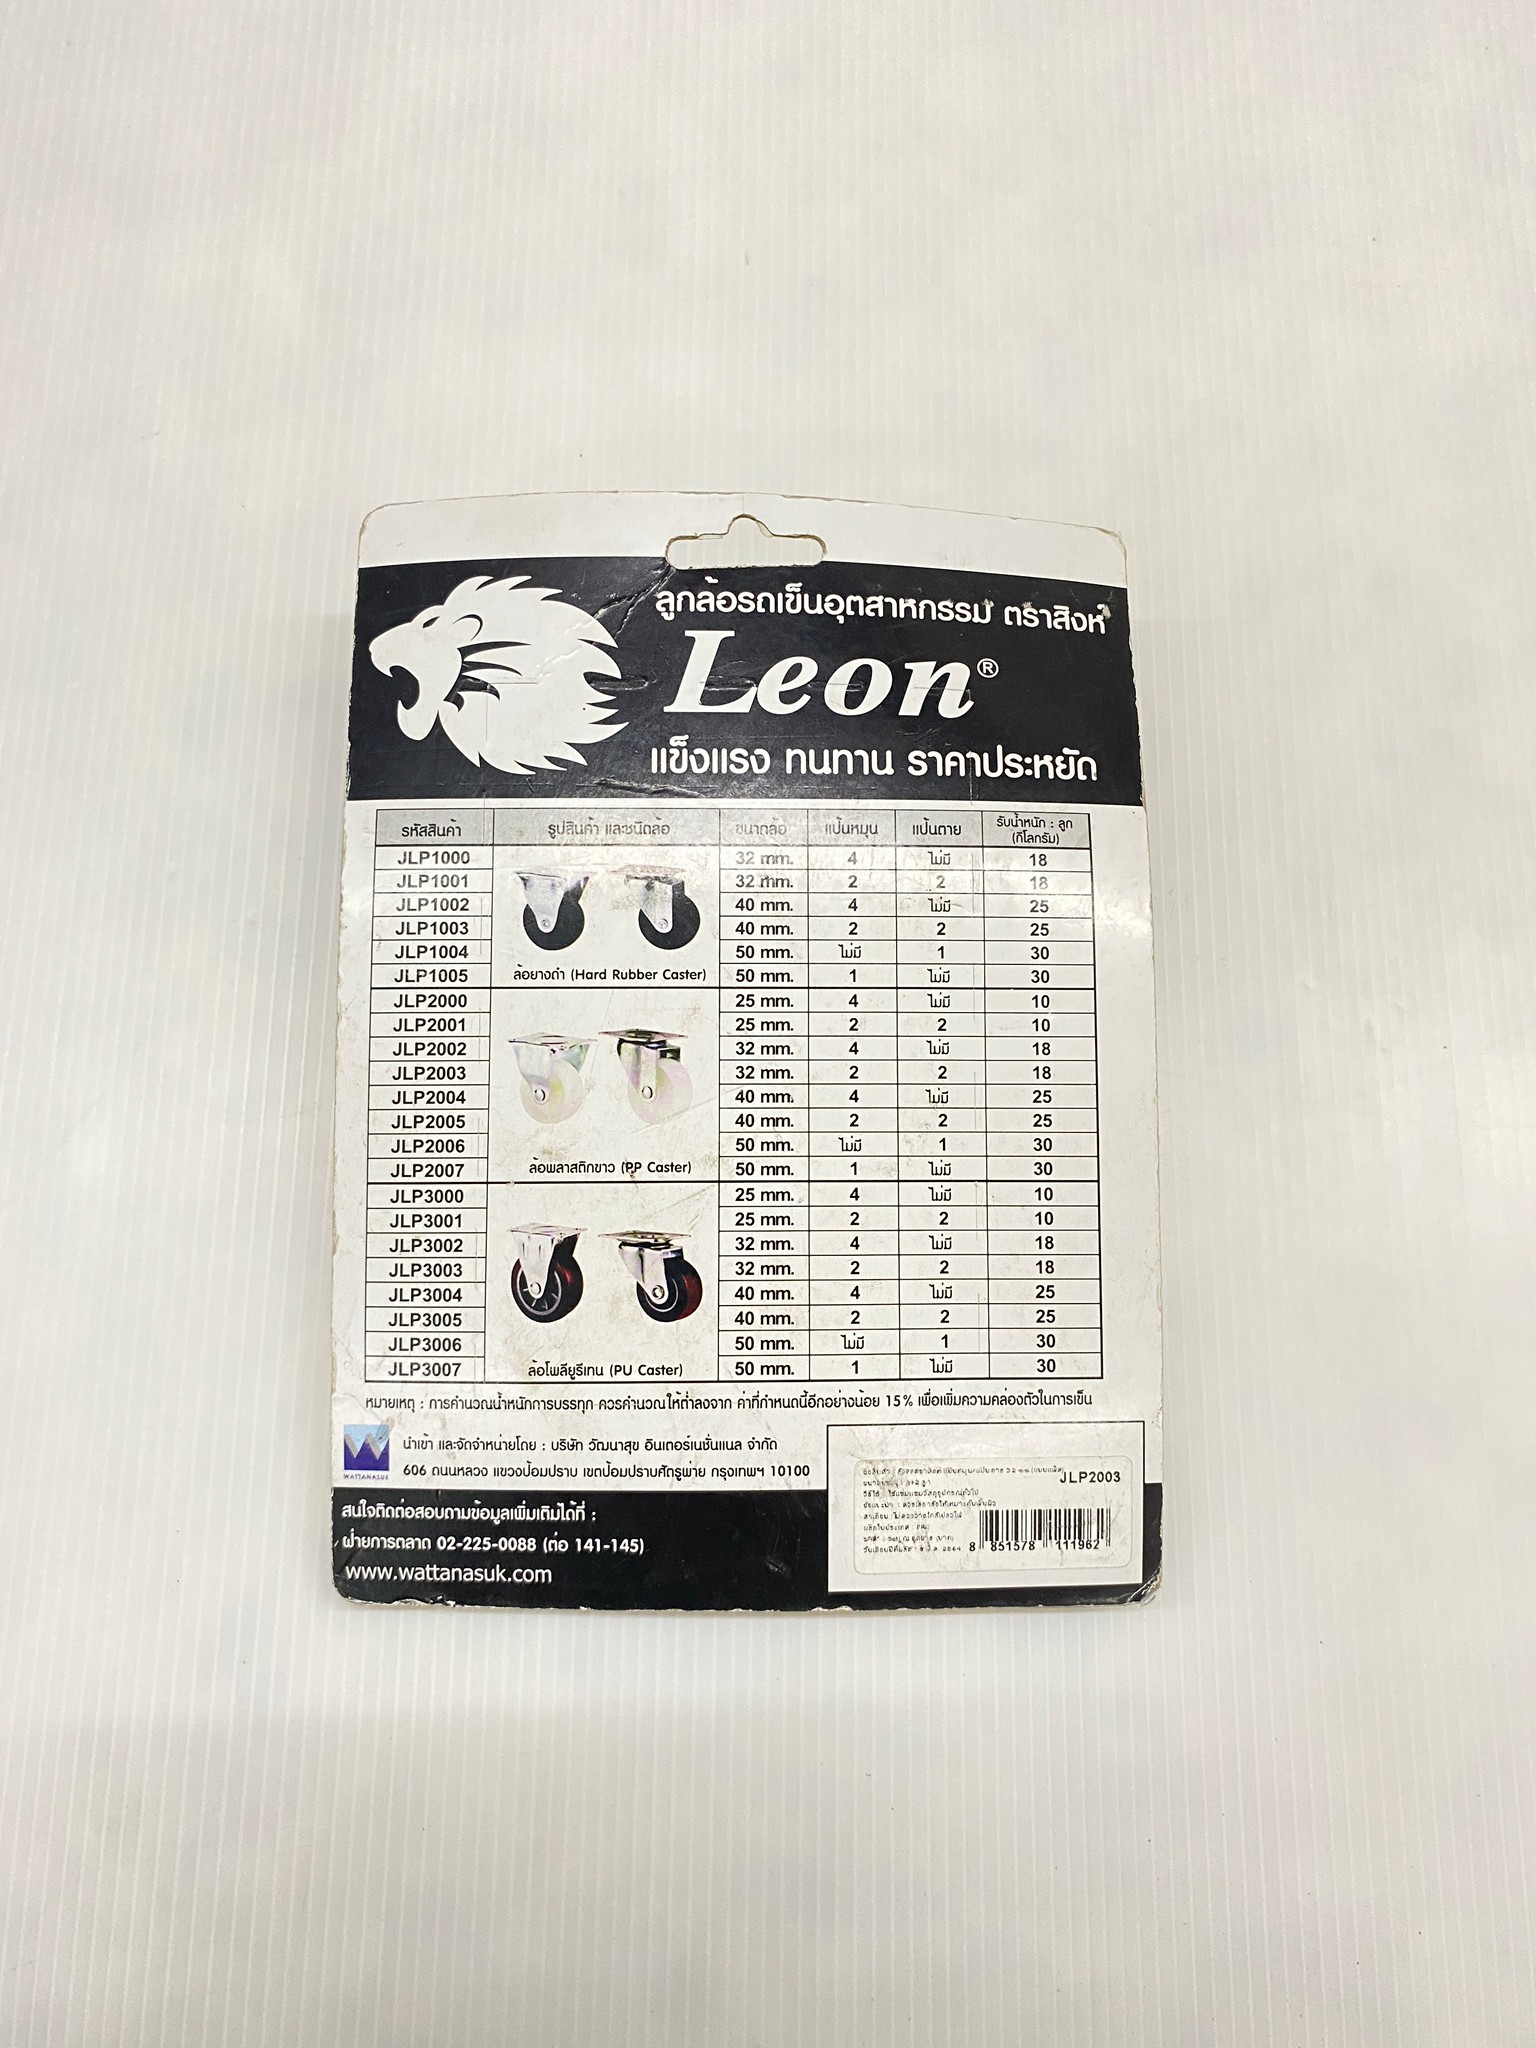 ลูกล้อรถเข็นอุตสาหกรรม ตราสิงห์
Leon®
แข็งแรง ทนทาน ราคาประหยัด
รหัสสินค้า รูปสินค้า และชนิดล้อ ขนาดล้อ แป้นหมุน แป้นตาย รับน้ำหนัก : ลูก (กิโลกรัม)
JLP1000 32 mm. 4 ไม่มี 18
JLP1001 32 mm. 2 2 18
JLP1002 40 mm. 4 ไม่มี 25
JLP1003 40 mm. 2 2 25
JLP1004 50 mm. ไม่มี 1 30
JLP1005 ล้อยางดำ (Hard Rubber Caster) 50 mm. 1 ไม่มี 30
JLP2000 25 mm. 4 ไม่มี 10
JLP2001 25 mm. 2 2 10
JLP2002 32 mm. 4 ไม่มี 18
JLP2003 32 mm. 2 2 18
JLP2004 40 mm. 4 ไม่มี 25
JLP2005 40 mm. 2 2 25
JLP2006 50 mm. ไม่มี 1 30
JLP2007 ล้อพลาสติกขาว (PP Caster) 50 mm. 1 ไม่มี 30
JLP3000 25 mm. 4 ไม่มี 10
JLP3001 25 mm. 2 2 10
JLP3002 32 mm. 4 ไม่มี 18
JLP3003 32 mm. 2 2 18
JLP3004 40 mm. 4 ไม่มี 25
JLP3005 40 mm. 2 2 25
JLP3006 50 mm. ไม่มี 1 30
JLP3007 ล้อโพลียูรีเทน (PU Caster) 50 mm. 1 ไม่มี 30
หมายเหตุ : การคำนวณน้ำหนักการบรรทุก ควรคำนวณให้ต่ำลงจาก ค่าที่กำหนดนี้อีกอย่างน้อย 15% เพื่อเพิ่มความคล่องตัวในการเข็น
W
WATTANASUK
นำเข้า และจัดจำหน่ายโดย : บริษัท วัฒนาสุข อินเตอร์เนชั่นแนล จำกัด
606 ถนนหลวง แขวงป้อมปราบ เขตป้อมปราบศัตรูพ่าย กรุงเทพฯ 10100
สนใจติดต่อสอบถามข้อมูลเพิ่มเติมได้ที่ :
ฝ่ายการตลาด 02-225-0088 (ต่อ 141-145)
www.wattanasuk.com
JLP2003
8 851578 111962